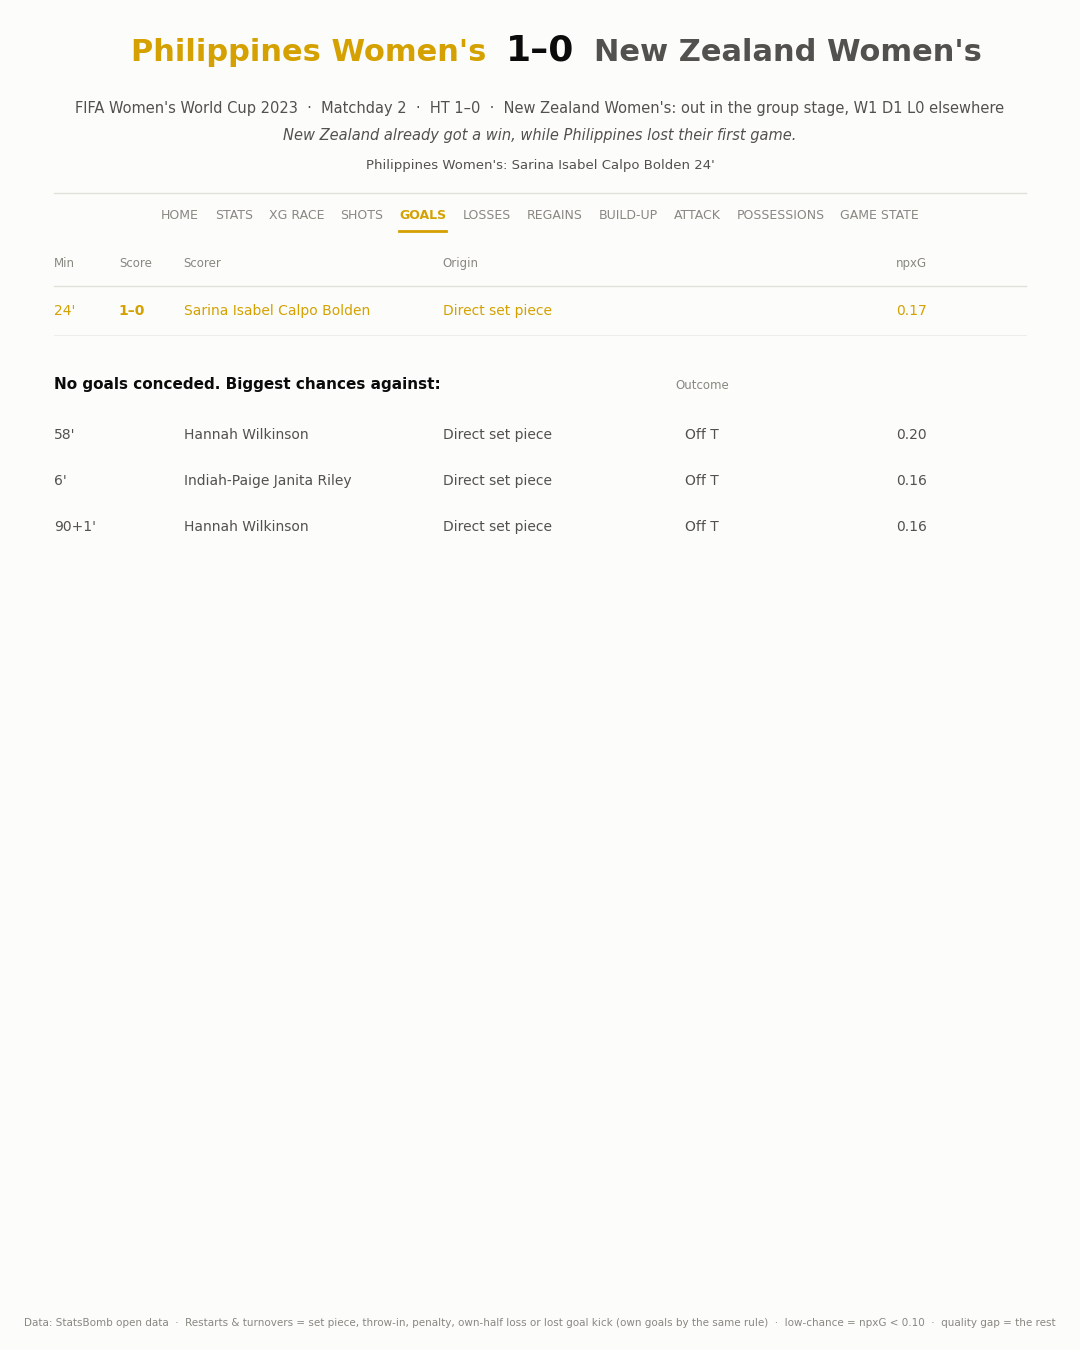 Philippines Women's 1–0 New Zealand Women's
FIFA Women's World Cup 2023 · Matchday 2 · HT 1–0 · New Zealand Women's: out in the group stage, W1 D1 L0 elsewhere
New Zealand already got a win, while Philippines lost their first game.
Philippines Women's: Sarina Isabel Calpo Bolden 24'
HOME STATS XG RACE SHOTS GOALS LOSSES REGAINS BUILD-UP ATTACK POSSESSIONS GAME STATE
Min Score Scorer Origin npxG
24' 1–0 Sarina Isabel Calpo Bolden Direct set piece 0.17
No goals conceded. Biggest chances against: Outcome
58' Hannah Wilkinson Direct set piece Off T 0.20
6' Indiah-Paige Janita Riley Direct set piece Off T 0.16
90+1' Hannah Wilkinson Direct set piece Off T 0.16
Data: StatsBomb open data · Restarts & turnovers = set piece, throw-in, penalty, own-half loss or lost goal kick (own goals by the same rule) · low-chance = npxG < 0.10 · quality gap = the rest